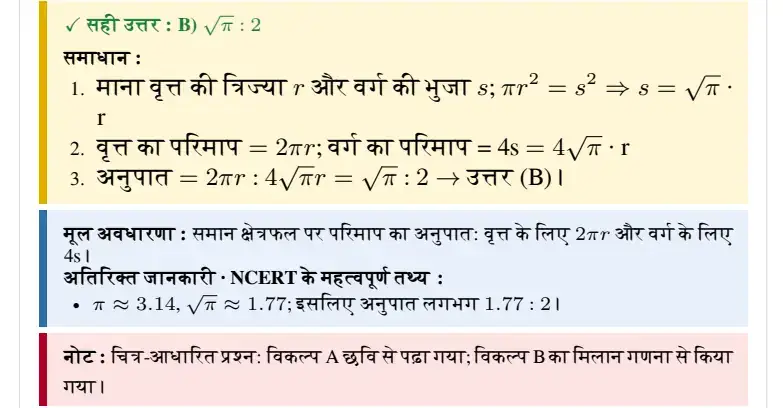 ✓ सही उत्तर : B) √π : 2
समाधान :
1. माना वृत्त की त्रिज्या r और वर्ग की भुजा s; πr² = s² ⇒ s = √π ·
r
2. वृत्त का परिमाप = 2πr; वर्ग का परिमाप = 4s = 4√π · r
3. अनुपात = 2πr : 4√πr = √π : 2 → उत्तर (B)।
मूल अवधारणा : समान क्षेत्रफल पर परिमाप का अनुपात: वृत्त के लिए 2πr और वर्ग के लिए
4s।
अतिरिक्त जानकारी · NCERT के महत्वपूर्ण तथ्य :
• π ≈ 3.14, √π ≈ 1.77; इसलिए अनुपात लगभग 1.77 : 2।
नोट : चित्र-आधारित प्रश्न: विकल्प A छवि से पढ़ा गया; विकल्प B का मिलान गणना से किया
गया।